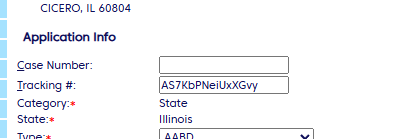 CICERO, IL 60804
Application Info
Case Number:
Tracking #: AS7KbPNeiUxXGvy
Category:* State
State:* Illinois
Type:* AABD